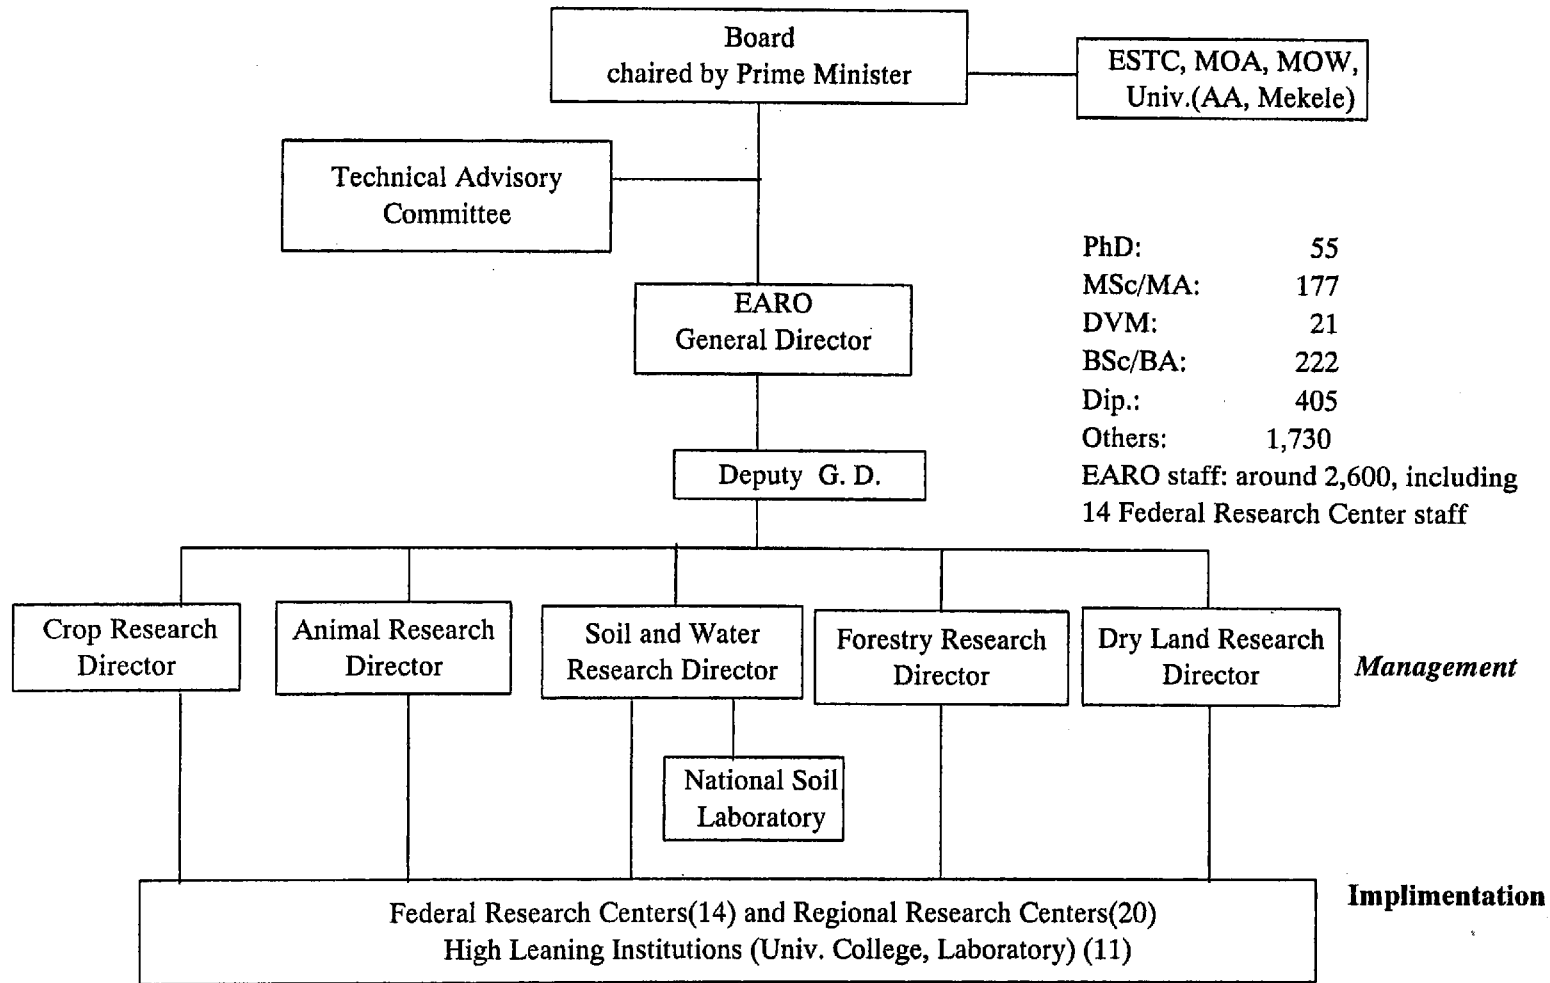 Board
chaired by Prime Minister
ESTC, MOA, MOW,
Univ.(AA, Mekele)
Technical Advisory
Committee
EARO
General Director
PhD: 55
MSc/MA: 177
DVM: 21
BSc/BA: 222
Dip.: 405
Others: 1,730
EARO staff: around 2,600, including
14 Federal Research Center staff
Deputy G. D.
Crop Research
Director
Animal Research
Director
Soil and Water
Research Director
Forestry Research
Director
Dry Land Research
Director
Management
National Soil
Laboratory
Implimentation
Federal Research Centers(14) and Regional Research Centers(20)
High Leaning Institutions (Univ. College, Laboratory) (11)